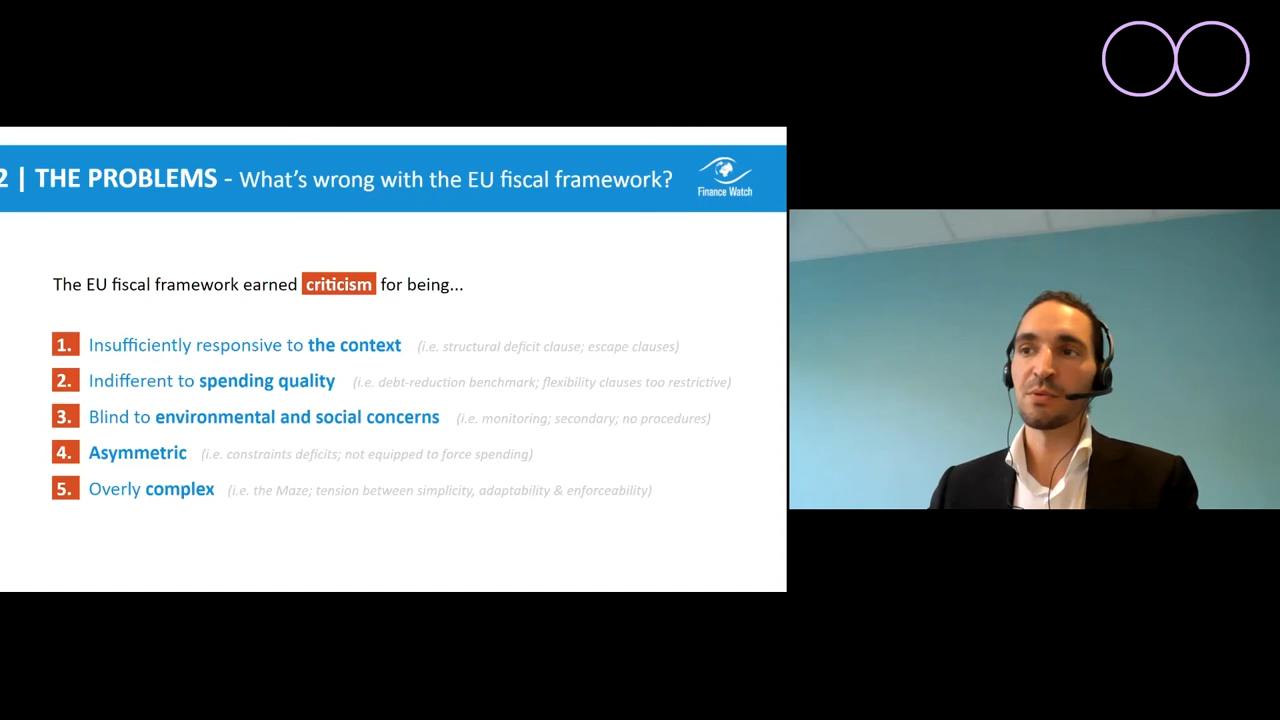 2 | THE PROBLEMS - What's wrong with the EU fiscal framework?
Finance Watch
The EU fiscal framework earned criticism for being...
1. Insufficiently responsive to the context (i.e. structural deficit clause; escape clauses)
2. Indifferent to spending quality (i.e. debt-reduction benchmark; flexibility clauses too restrictive)
3. Blind to environmental and social concerns (i.e. monitoring; secondary; no procedures)
4. Asymmetric (i.e. constraints deficits; not equipped to force spending)
5. Overly complex (i.e. the Maze; tension between simplicity, adaptability & enforceability)